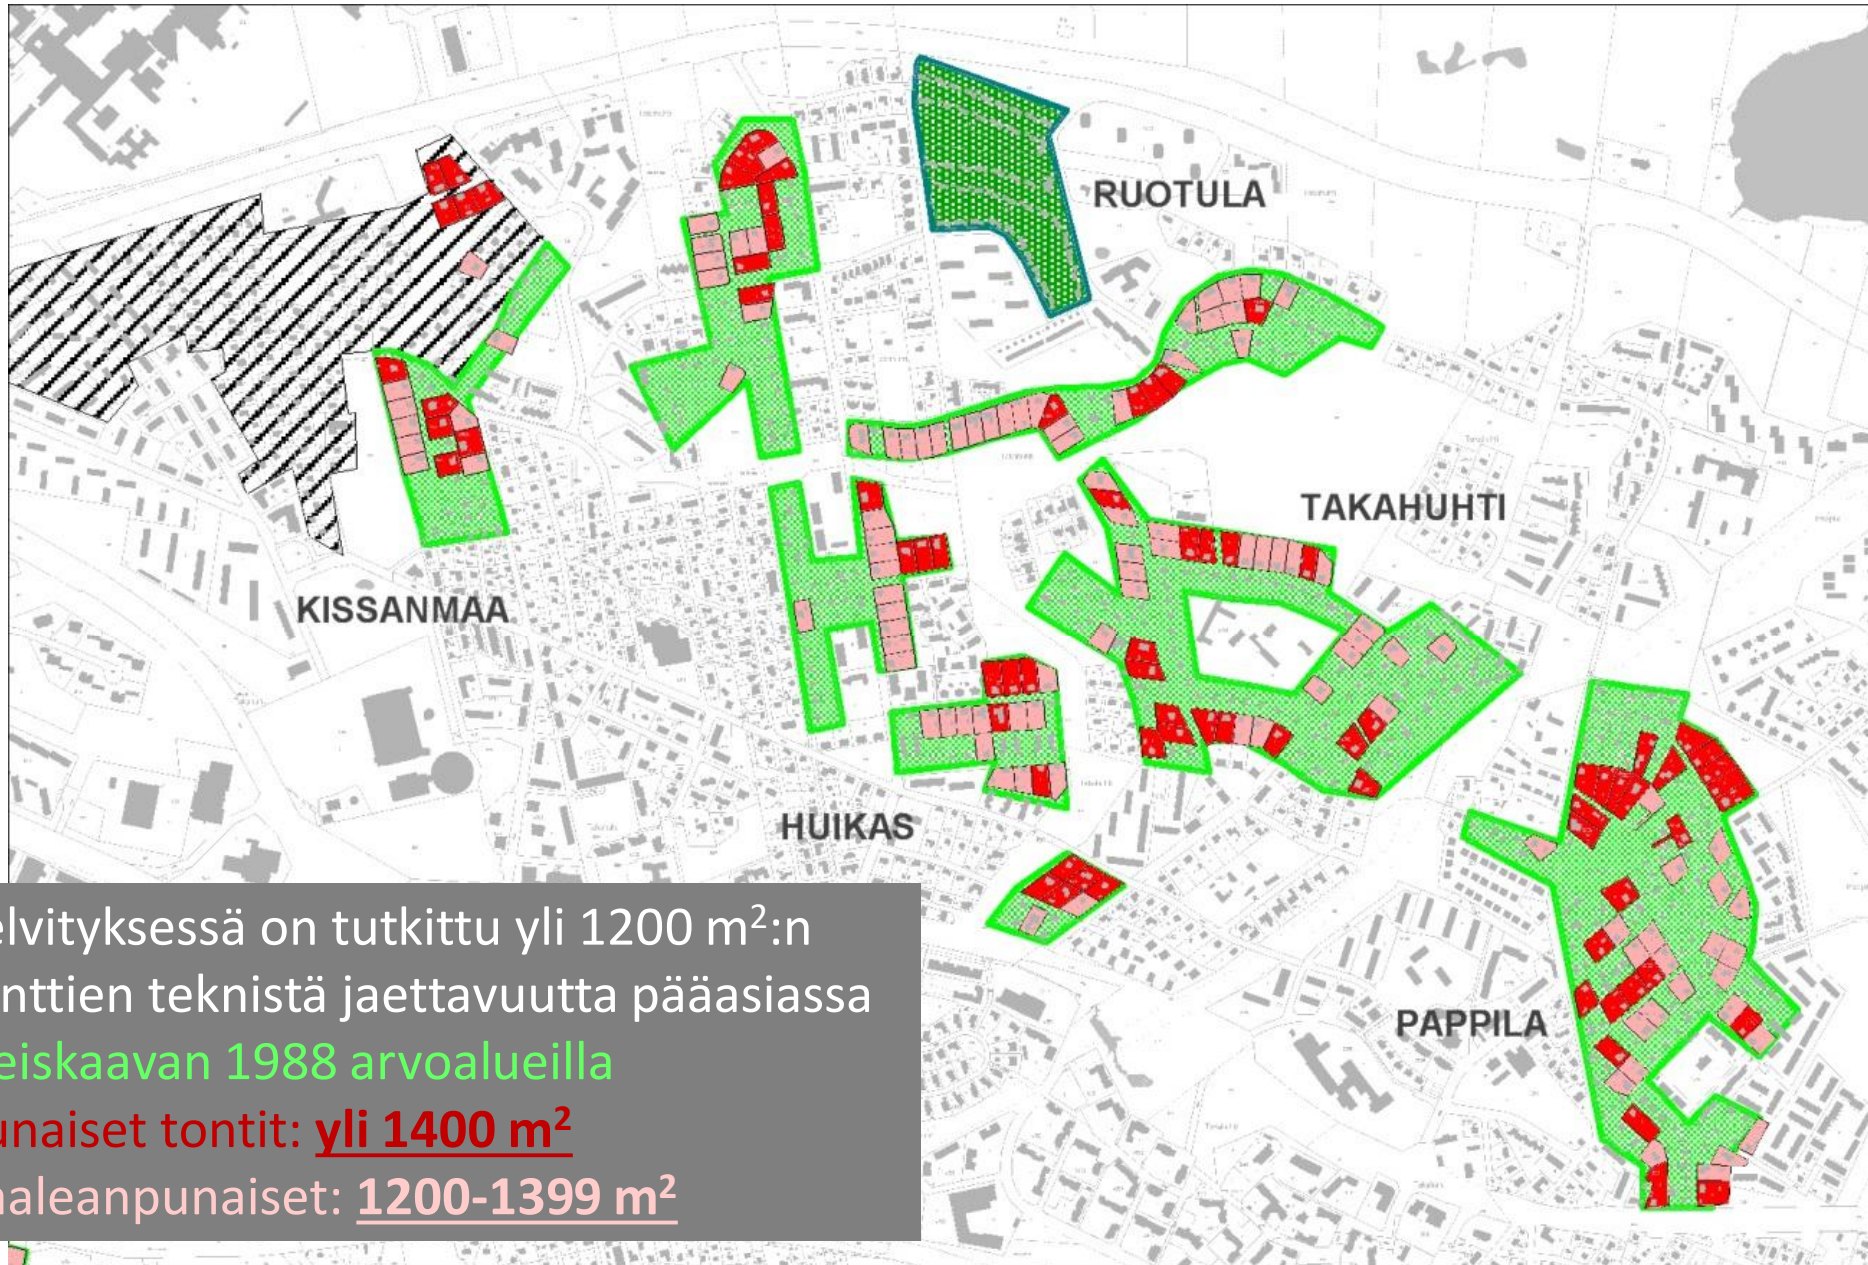 RUOTULA
TAKAHUHTI
KISSANMAA
HUIKAS
PAPPILA
elvityksessä on tutkittu yli 1200 m²:n
nttien teknistä jaettavuutta pääasiassa
eiskaavan 1988 arvoalueilla
unaiset tontit: yli 1400 m²
aaleanpunaiset: 1200-1399 m²